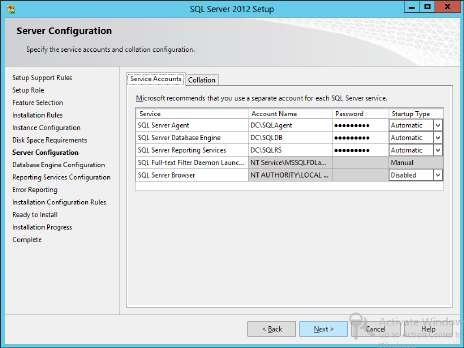 SQL Server 2012 Setup
Server Configuration
Specify the service accounts and collation configuration.
Setup Support Rules
Setup Role
Feature Selection
Installation Rules
Instance Configuration
Disk Space Requirements
Server Configuration
Database Engine Configuration
Reporting Services Configuration
Error Reporting
Installation Configuration Rules
Ready to Install
Installation Progress
Complete
Service Accounts Collation
Microsoft recommends that you use a separate account for each SQL Server service.
Service Account Name Password Startup Type
SQL Server Agent DC\SQLAgent ●●●●●●●●● Automatic
SQL Server Database Engine DC\SQLDB ●●●●●●●●● Automatic
SQL Server Reporting Services DC\SQLRS ●●●●●●●●● Automatic
SQL Full-text Filter Daemon Launc... NT Service\MSSQLFDLa... Manual
SQL Server Browser NT AUTHORITY\LOCAL ... Disabled
Activate Window
< Back Next > Cancel Help